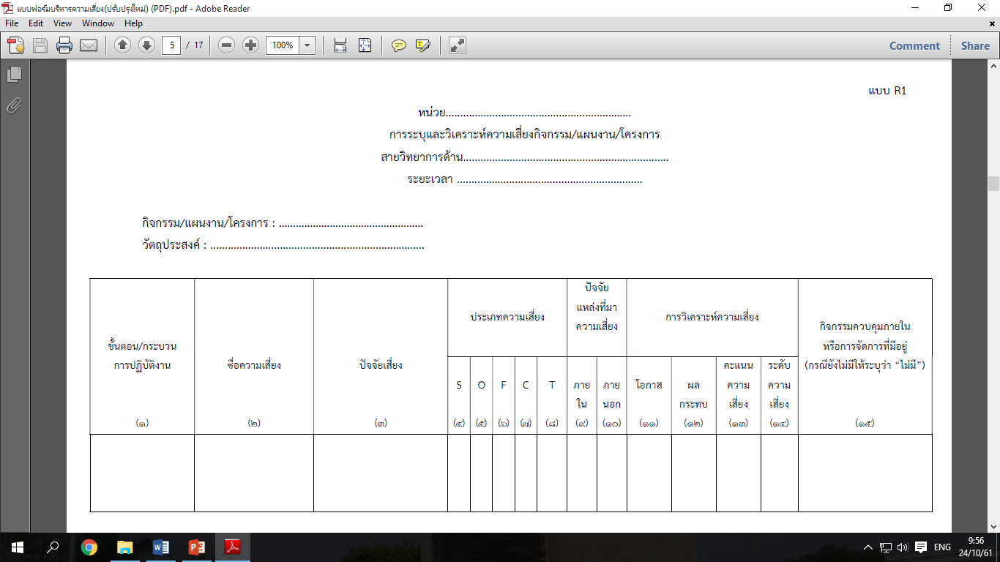 แบบฟอร์มบริหารความเสี่ยง(ปรับปรุงใหม่) (PDF).pdf - Adobe Reader
File Edit View Window Help
5 / 17 100% Comment Share
แบบ R1
หน่วย................................................................
การระบุและวิเคราะห์ความเสี่ยงกิจกรรม/แผนงาน/โครงการ
สายวิทยาการด้าน.......................................................................
ระยะเวลา ................................................................
กิจกรรม/แผนงาน/โครงการ : ...................................................
วัตถุประสงค์ : ..........................................................................
ขั้นตอน/กระบวน
การปฏิบัติงาน
(๑)
ชื่อความเสี่ยง
(๒)
ปัจจัยเสี่ยง
(๓)
ประเภทความเสี่ยง
S O F C T
(๔) (๕) (๖) (๗) (๘)
ปัจจัย
แหล่งที่มา
ความเสี่ยง
ภาย
ใน
(๙)
ภาย
นอก
(๑๐)
การวิเคราะห์ความเสี่ยง
โอกาส
(๑๑)
ผล
กระทบ
(๑๒)
คะแนน
ความ
เสี่ยง
(๑๓)
ระดับ
ความ
เสี่ยง
(๑๔)
กิจกรรมควบคุมภายใน
หรือการจัดการที่มีอยู่
(กรณียังไม่มีให้ระบุว่า “ไม่มี”)
(๑๕)
ENG
9:56
24/10/61